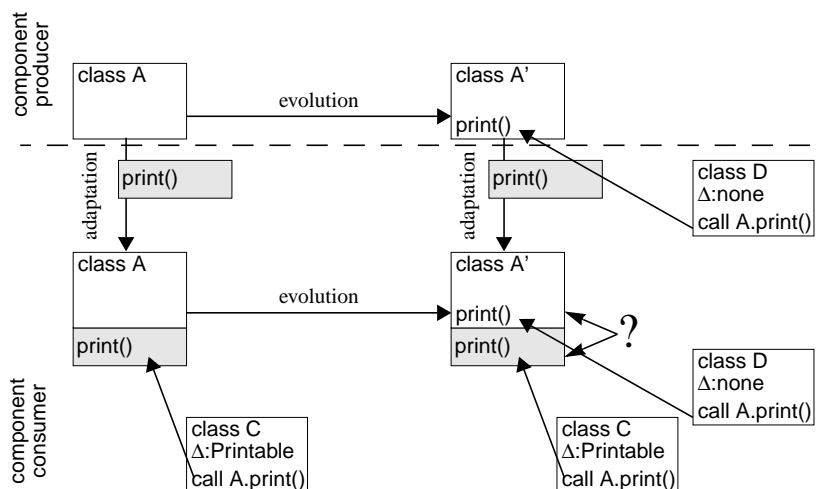 component
producer
class A
evolution
class A’
print()
adaptation
print()
adaptation
print()
class D
Δ:none
call A.print()
component
consumer
class A
print()
evolution
class A’
print()
print()
?
class D
Δ:none
call A.print()
class C
Δ:Printable
call A.print()
class C
Δ:Printable
call A.print()